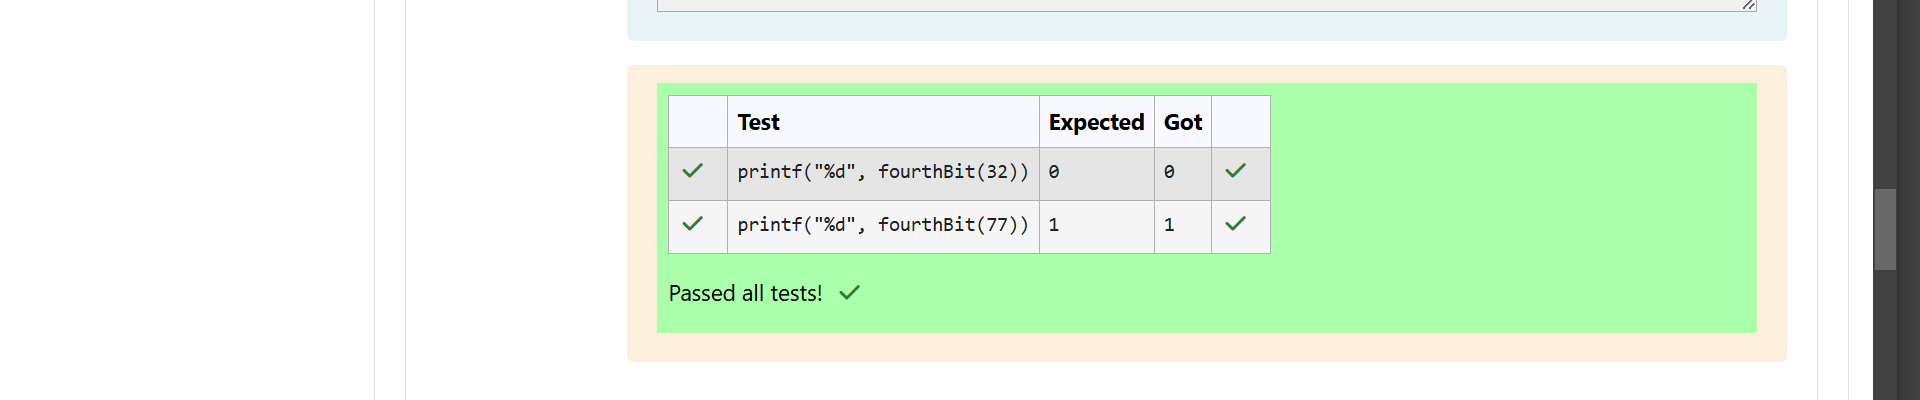 Test Expected Got
printf("%d", fourthBit(32)) 0 0
printf("%d", fourthBit(77)) 1 1
Passed all tests!